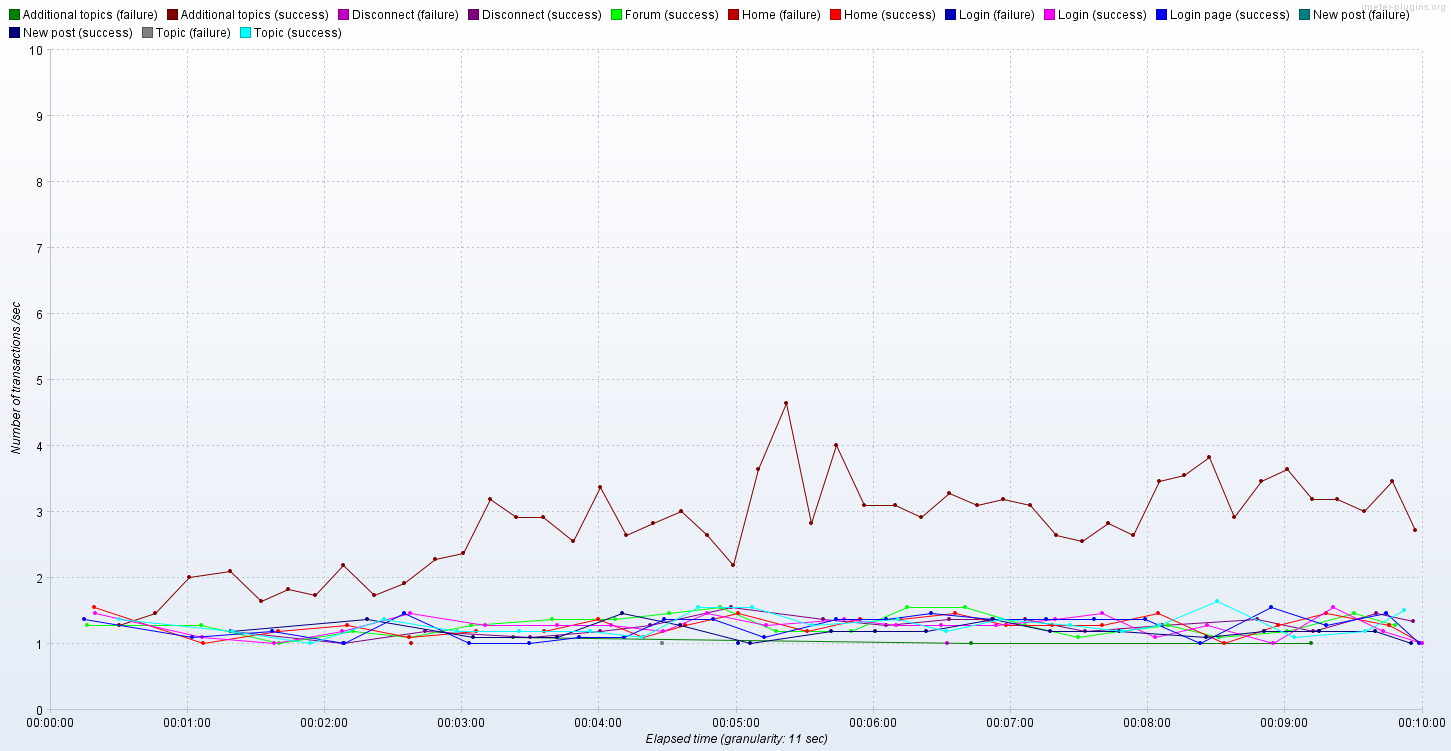 jmeter-plugins.org
Additional topics (failure) Additional topics (success) Disconnect (failure) Disconnect (success) Forum (success) Home (failure) Home (success) Login (failure) Login (success) Login page (success) New post (failure)
New post (success) Topic (failure) Topic (success)
10
9
8
7
6
5
4
3
2
1
0
Number of transactions /sec
00:00:00 00:01:00 00:02:00 00:03:00 00:04:00 00:05:00 00:06:00 00:07:00 00:08:00 00:09:00 00:10:00
Elapsed time (granularity: 11 sec)